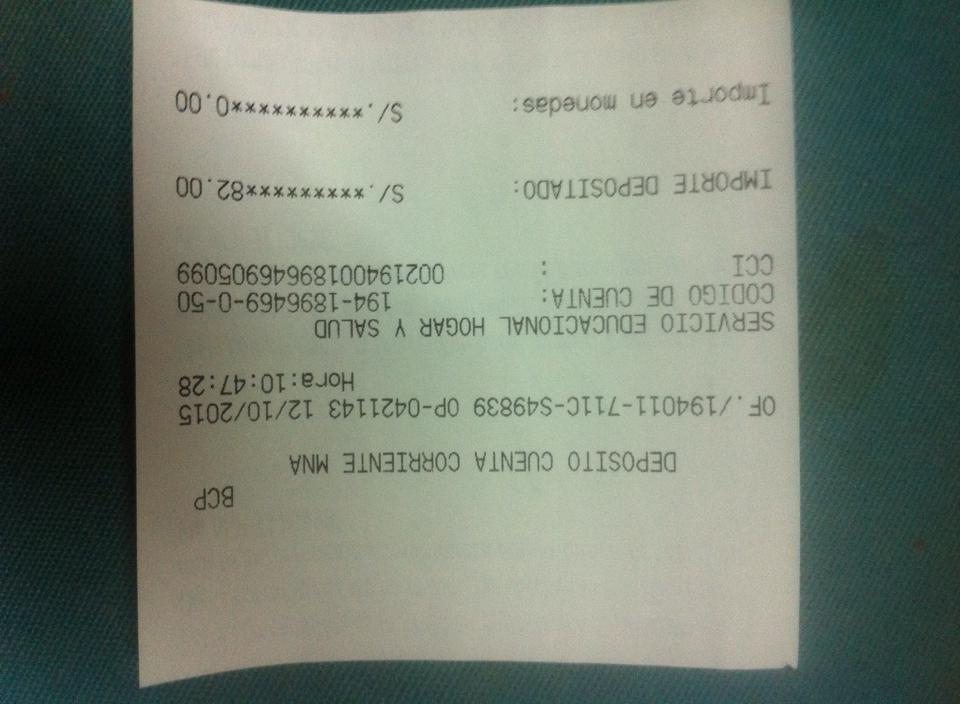 BCP
DEPOSITO CUENTA CORRIENTE MNA
OF./194011-711C-S49839 OP-0421143 12/10/2015
Hora:10:47:28
SERVICIO EDUCACIONAL HOGAR Y SALUD
CODIGO DE CUENTA: 194-1896469-0-50
CCI : 00219400189646905099
IMPORTE DEPOSITADO: S/.**********82.00
Importe en monedas: S/.***********0.00